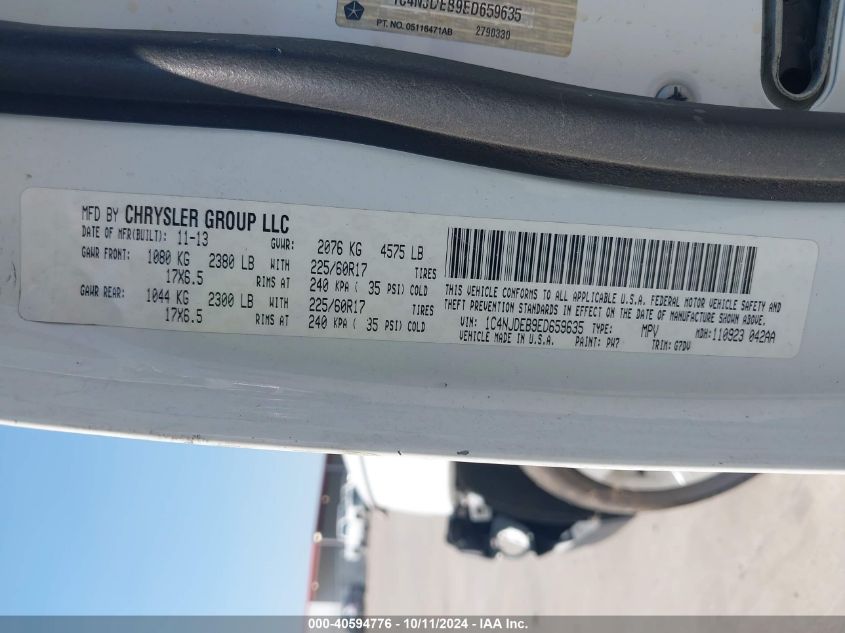 1C4NJDEB9ED659635
PT. NO. 05116471AB 2790330
MFD BY CHRYSLER GROUP LLC
DATE OF MFR(BUILT): 11-13 GVWR: 2076 KG 4575 LB
GAWR FRONT: 1080 KG 2380 LB WITH 225/60R17 TIRES
17X6.5 RIMS AT 240 KPA ( 35 PSI) COLD
GAWR REAR: 1044 KG 2300 LB WITH 225/60R17 TIRES
17X6.5 RIMS AT 240 KPA ( 35 PSI) COLD
THIS VEHICLE CONFORMS TO ALL APPLICABLE U.S.A. FEDERAL MOTOR VEHICLE SAFETY AND
THEFT PREVENTION STANDARDS IN EFFECT ON THE DATE OF MANUFACTURE SHOWN ABOVE.
VIN: 1C4NJDEB9ED659635 TYPE: MPV MDH:110923 042AA
VEHICLE MADE IN U.S.A. PAINT: PW7 TRIM: G7DV
000-40594776 - 10/11/2024 - IAA Inc.